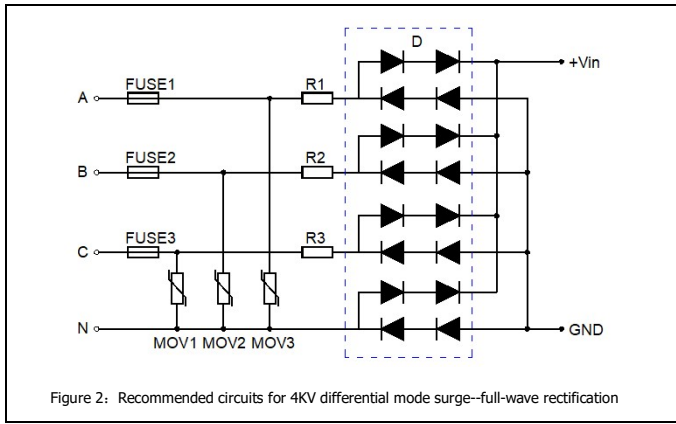 D
+Vin
A
FUSE1
R1
B
FUSE2
R2
C
FUSE3
R3
N
MOV1 MOV2 MOV3
GND
Figure 2：Recommended circuits for 4KV differential mode surge--full-wave rectification